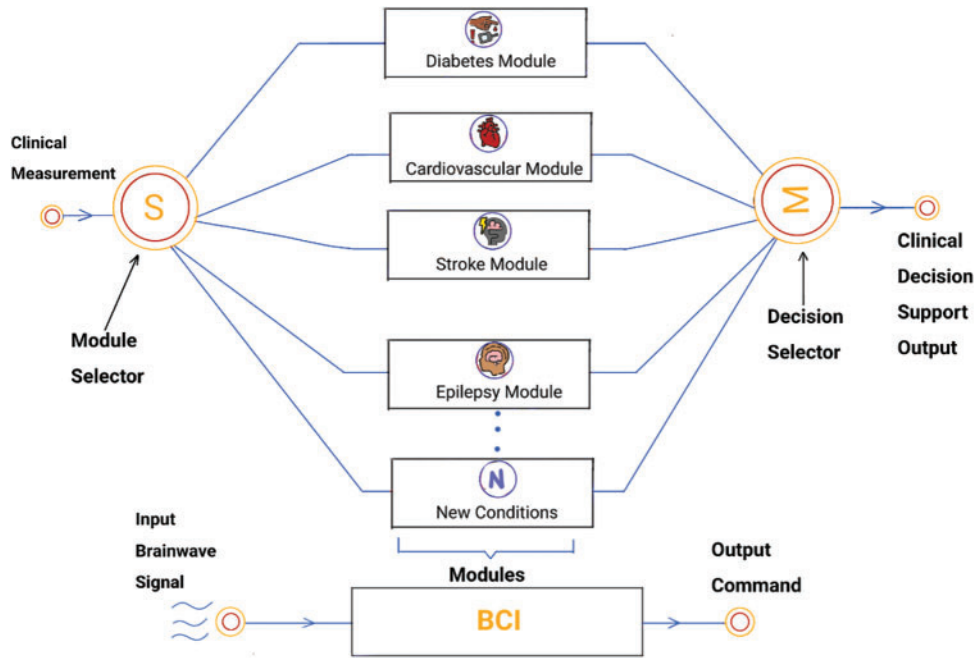 Diabetes Module
Clinical
Measurement
Cardiovascular Module
S
M
Stroke Module
Clinical
Decision
Support
Output
Module
Selector
Decision
Selector
Epilepsy Module
N
New Conditions
Input
Brainwave
Signal
Modules
Output
Command
BCI